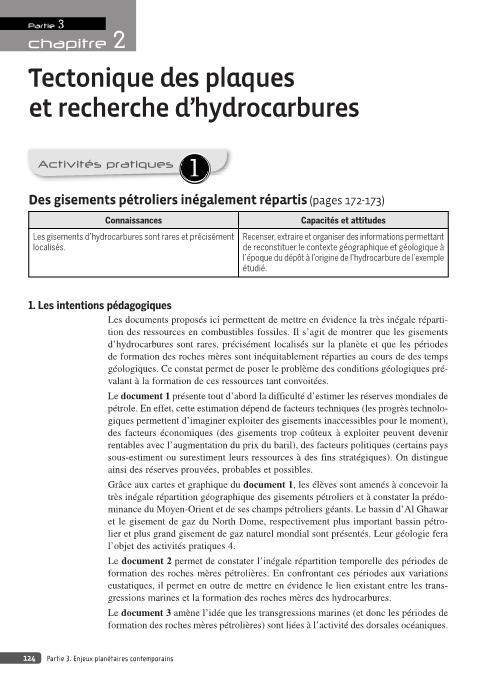 Partie 3
chapitre 2
Tectonique des plaques
et recherche d'hydrocarbures
Activités pratiques 1
Des gisements pétroliers inégalement répartis (pages 172-173)
Connaissances
Capacités et attitudes
Les gisements d'hydrocarbures sont rares et précisément
localisés.
Recenser, extraire et organiser des informations permettant
de reconstituer le contexte géographique et géologique à
l'époque du dépôt à l'origine de l'hydrocarbure de l'exemple
étudié.
1. Les intentions pédagogiques
Les documents proposés ici permettent de mettre en évidence la très inégale réparti-
tion des ressources en combustibles fossiles. Il s'agit de montrer que les gisements
d'hydrocarbures sont rares, précisément localisés sur la planète et que les périodes
de formation des roches mères sont inéquitablement réparties au cours de des temps
géologiques. Ce constat permet de poser le problème des conditions géologiques pré-
valant à la formation de ces ressources tant convoitées.
Le document 1 présente tout d'abord la difficulté d'estimer les réserves mondiales de
pétrole. En effet, cette estimation dépend de facteurs techniques (les progrès technolo-
giques permettent d'imaginer exploiter des gisements inaccessibles pour le moment),
des facteurs économiques (des gisements trop coûteux à exploiter peuvent devenir
rentables avec l'augmentation du prix du baril), des facteurs politiques (certains pays
sous-estiment ou surestiment leurs ressources à des fins stratégiques). On distingue
ainsi des réserves prouvées, probables et possibles.
Grâce aux cartes et graphique du document 1, les élèves sont amenés à concevoir la
très inégale répartition géographique des gisements pétroliers et à constater la prédo-
minance du Moyen-Orient et de ses champs pétroliers géants. Le bassin d'Al Ghawar
et le gisement de gaz du North Dome, respectivement plus important bassin pétro-
lier et plus grand gisement de gaz naturel mondial sont présentés. Leur géologie fera
l'objet des activités pratiques 4.
Le document 2 permet de constater l'inégale répartition temporelle des périodes de
formation des roches mères pétrolières. En confrontant ces périodes aux variations
eustatiques, il permet en outre de mettre en évidence le lien existant entre les trans-
gressions marines et la formation des roches mères des hydrocarbures.
Le document 3 amène l'idée que les transgressions marines (et donc les périodes de
formation des roches mères pétrolières) sont liées à l'activité des dorsales océaniques.
124 Partie 3. Enjeux planétaires contemporains